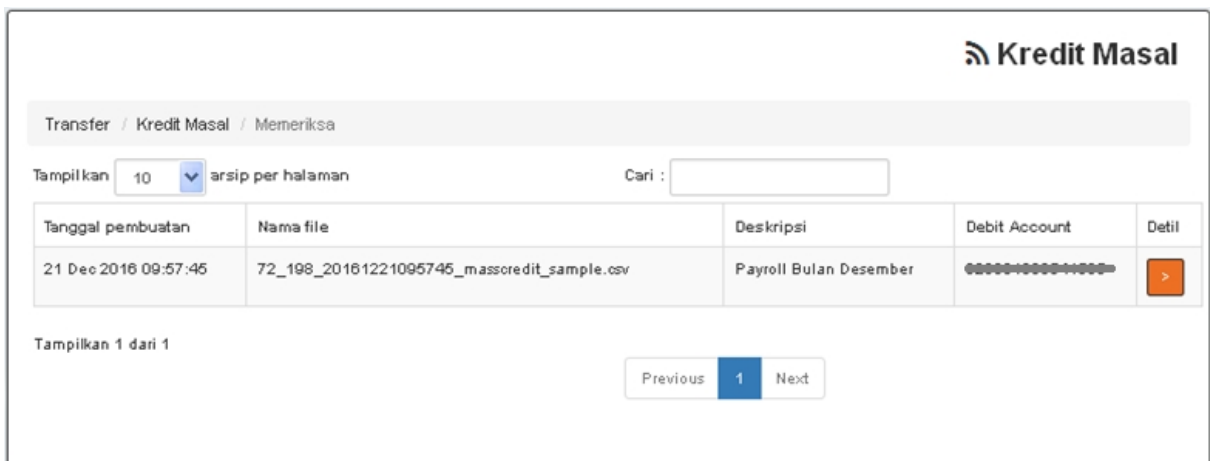 Kredit Masal
Transfer / Kredit Masal / Memeriksa
Tampilkan 10 arsip per halaman Cari :
Tanggal pembuatan Nama file Deskripsi Debit Account Detil
21 Dec 2016 09:57:45 72_198_20161221095745_masscredit_sample.csv Payroll Bulan Desember >
Tampilkan 1 dari 1
Previous 1 Next